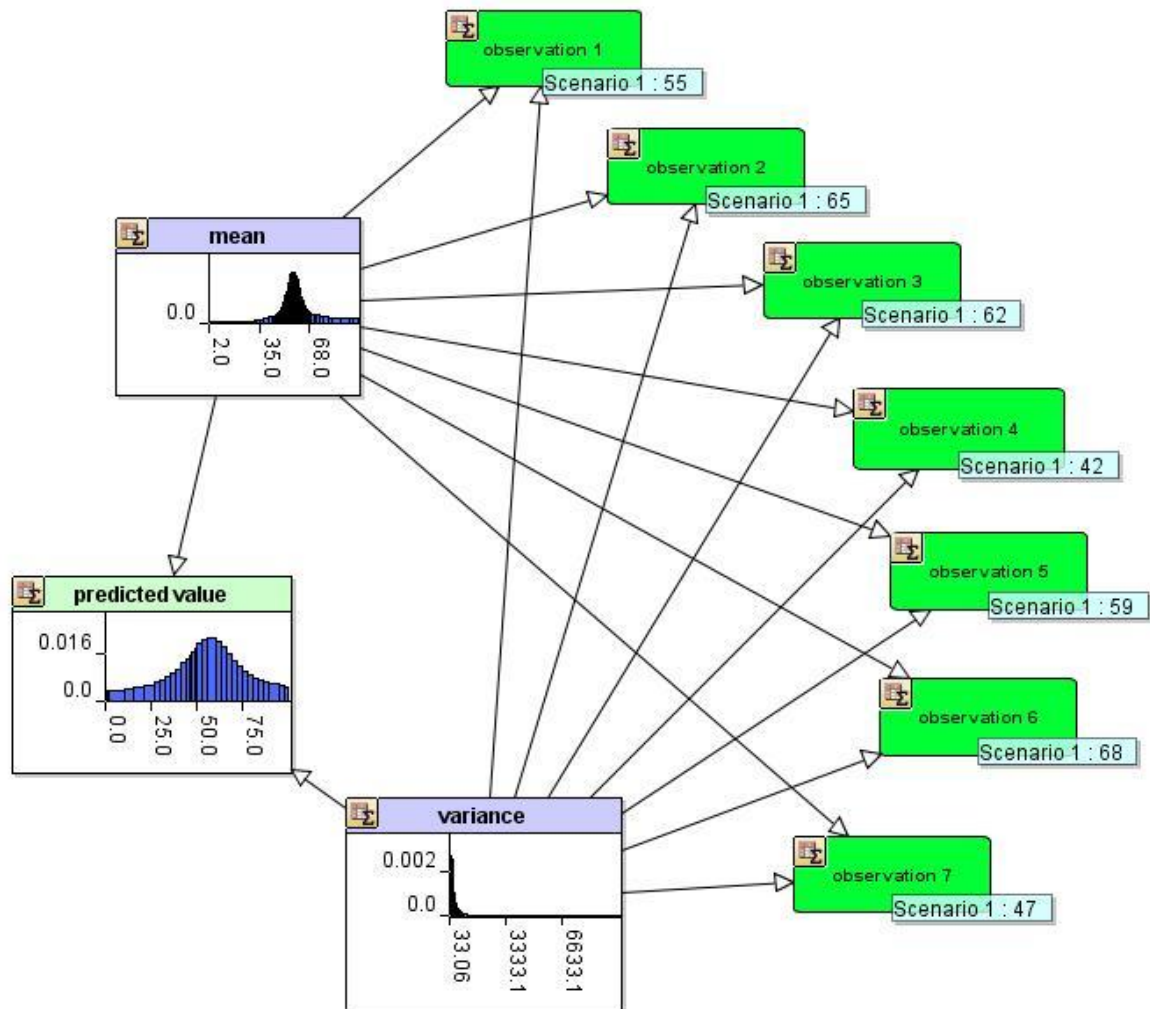 observation 1
Scenario 1 : 55
observation 2
Scenario 1 : 65
mean
0.0
2.0
35.0
68.0
observation 3
Scenario 1 : 62
observation 4
Scenario 1 : 42
observation 5
Scenario 1 : 59
predicted value
0.016
0.0
0.0
25.0
50.0
75.0
observation 6
Scenario 1 : 68
variance
0.002
0.0
33.06
3333.1
6633.1
observation 7
Scenario 1 : 47